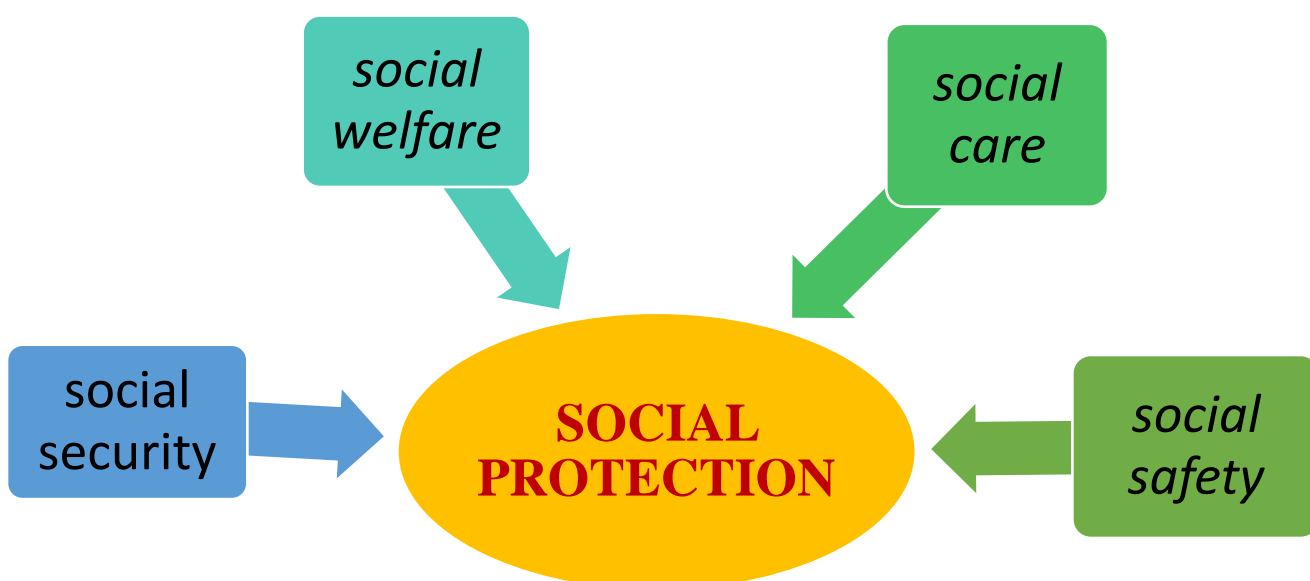 social
welfare
social
care
social
security
SOCIAL
PROTECTION
social
safety